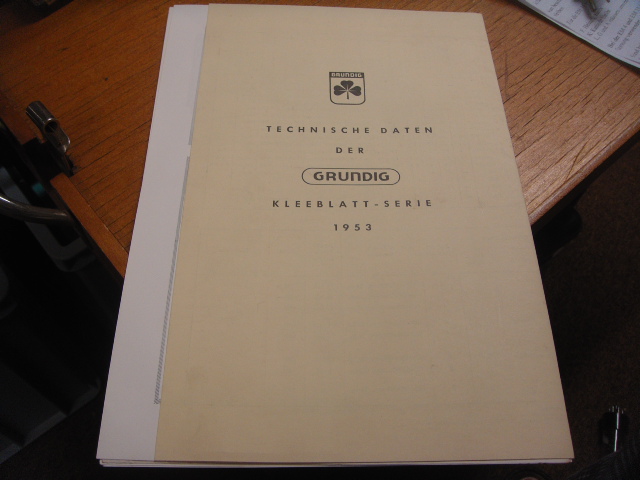 GRUNDIG
TECHNISCHE DATEN
DER
GRUNDIG
KLEEBLATT-SERIE
1953